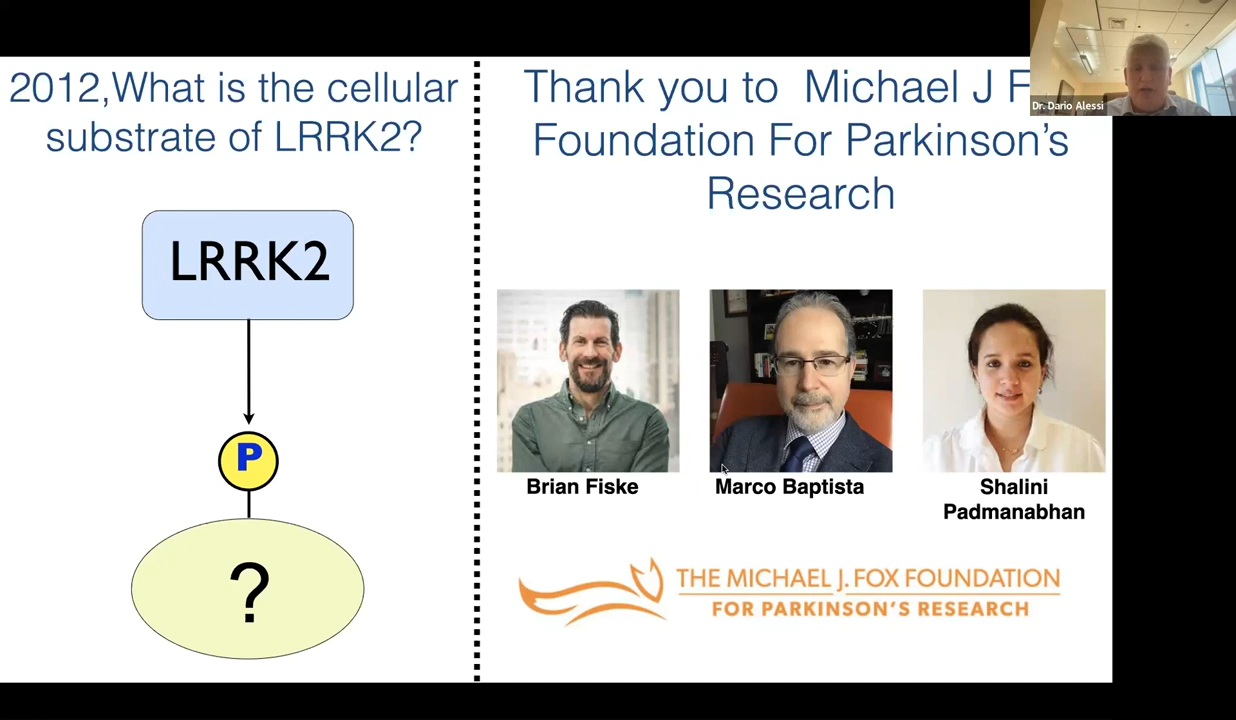 2012,What is the cellular
substrate of LRRK2?
LRRK2
P
?
Thank you to Michael J F
Foundation For Parkinson's
Research
Dr. Dario Alessi
Brian Fiske
Marco Baptista
Shalini
Padmanabhan
THE MICHAEL J. FOX FOUNDATION
FOR PARKINSON'S RESEARCH